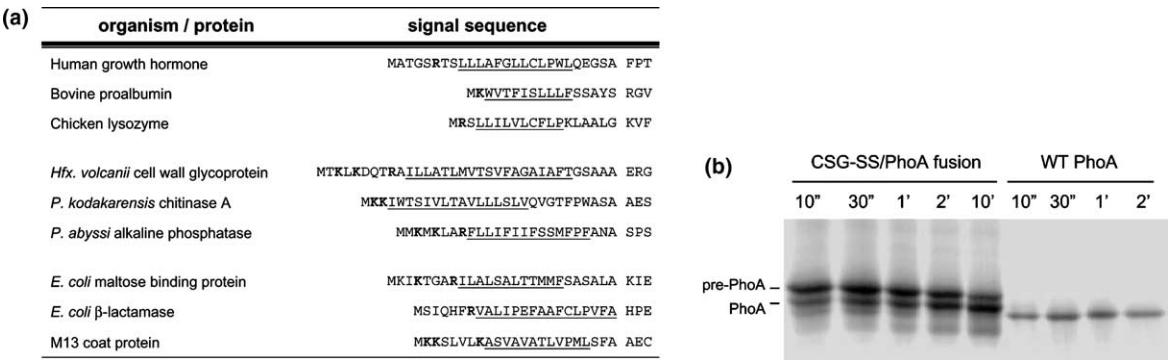 (a)
organism / protein signal sequence
Human growth hormone MATGSRTSLLLAFGLLCLPWLQEGSA FPT
Bovine proalbumin MKWVTFISLLLFSSAYS RGV
Chicken lysozyme MRSLLILVLCFLPKLAALG KVF
Hfx. volcanii cell wall glycoprotein MTKLKDQTRAILLATLMVTSVFAGAIAFTGSAAA ERG
P. kodakarensis chitinase A MKKIWTSIVLTAVLLLSLVQVGTFPWASA AES
P. abyssi alkaline phosphatase MMKMKLARFLLIFIIFSSMFPFANA SPS
E. coli maltose binding protein MKIKTGARILALSALTTMMFSASALA KIE
E. coli β-lactamase MSIQHFRVALIPEFAAFCLPVFA HPE
M13 coat protein MKKSLVLKASVAVATLVPMLSFA AEC
(b)
CSG-SS/PhoA fusion WT PhoA
10" 30" 1' 2' 10' 10" 30" 1' 2'
pre-PhoA
PhoA